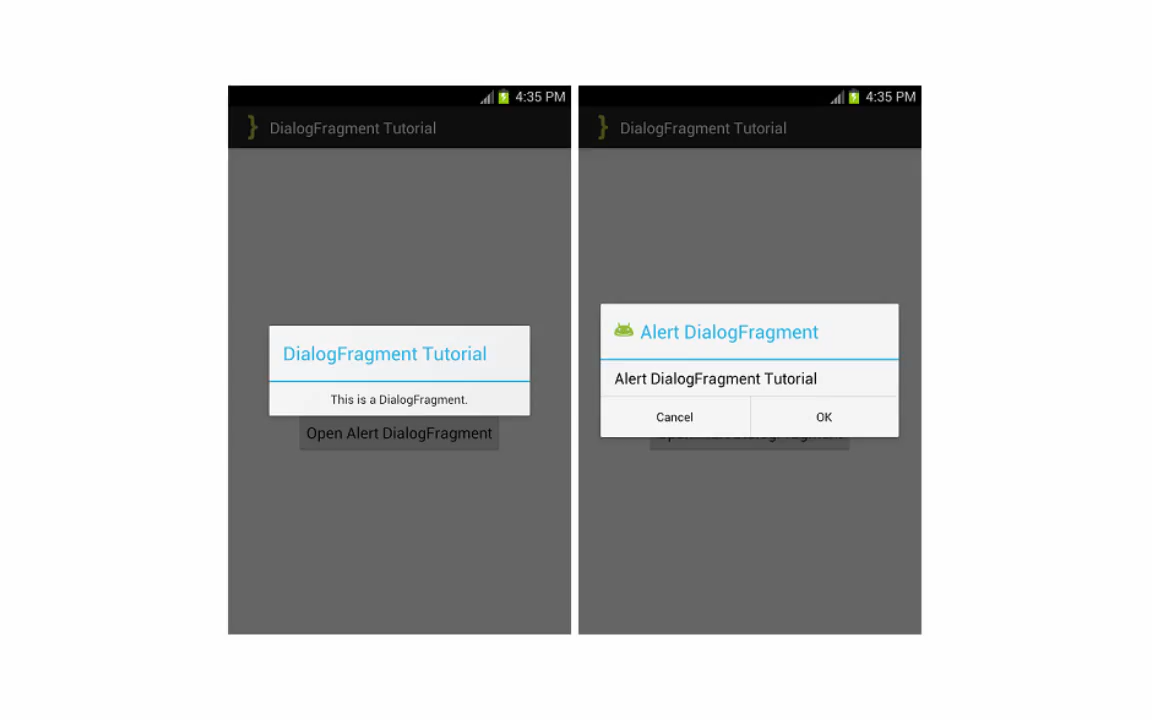 4:35 PM
} DialogFragment Tutorial
DialogFragment Tutorial
This is a DialogFragment.
Open Alert DialogFragment
4:35 PM
} DialogFragment Tutorial
Alert DialogFragment
Alert DialogFragment Tutorial
Cancel OK